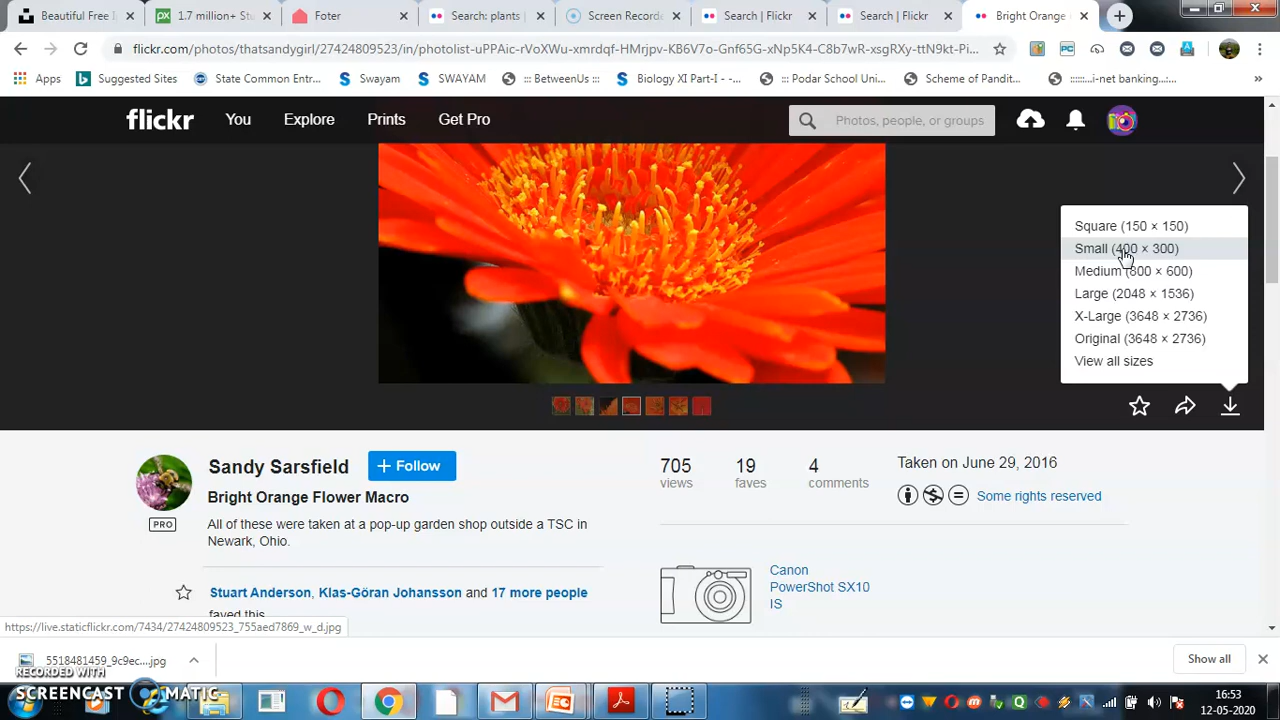 Beautiful Free I
1.7 million+ Stu
Foter
Search: plants
Screen Recorde
Search | Flickr
Search | Flickr
Bright Orange
flickr.com/photos/thatsandygirl/27424809523/in/photolist-uPPAic-rVoXWu-xmrdqf-HMrjpv-KB6V7o-Gnf65G-xNp5K4-C8b7wR-xsgRXy-ttN9kt-Pi...
Apps
Suggested Sites
State Common Entr...
Swayam
SWAYAM
::: BetweenUs :::
Biology XI Part-I - -...
::: Podar School Uni...
Scheme of Pandit...
::::::...i-net banking...:...
flickr
You
Explore
Prints
Get Pro
Photos, people, or groups
Square (150 × 150)
Small (400 × 300)
Medium (800 × 600)
Large (2048 × 1536)
X-Large (3648 × 2736)
Original (3648 × 2736)
View all sizes
Sandy Sarsfield
+ Follow
Bright Orange Flower Macro
PRO
All of these were taken at a pop-up garden shop outside a TSC in
Newark, Ohio.
705
views
19
faves
4
comments
Taken on June 29, 2016
Some rights reserved
Canon
PowerShot SX10
IS
Stuart Anderson, Klas-Göran Johansson and 17 more people
faved this
https://live.staticflickr.com/7434/27424809523_755aed7869_w_d.jpg
5518481459_9c9ec....jpg
Show all
RECORDED WITH
SCREENCAST MATIC
16:53
12-05-2020